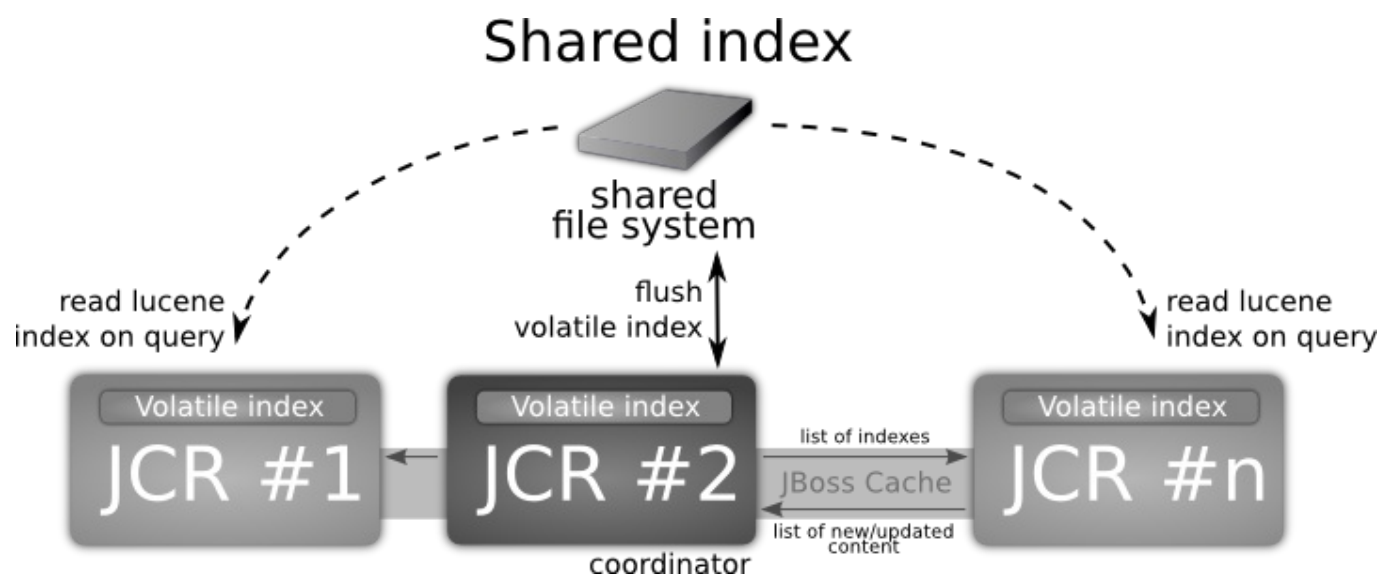 Shared index
shared
file system
read lucene
index on query
flush
volatile index
read lucene
index on query
Volatile index
JCR #1
Volatile index
JCR #2
list of indexes
JBoss Cache
list of new/updated
content
Volatile index
JCR #n
coordinator